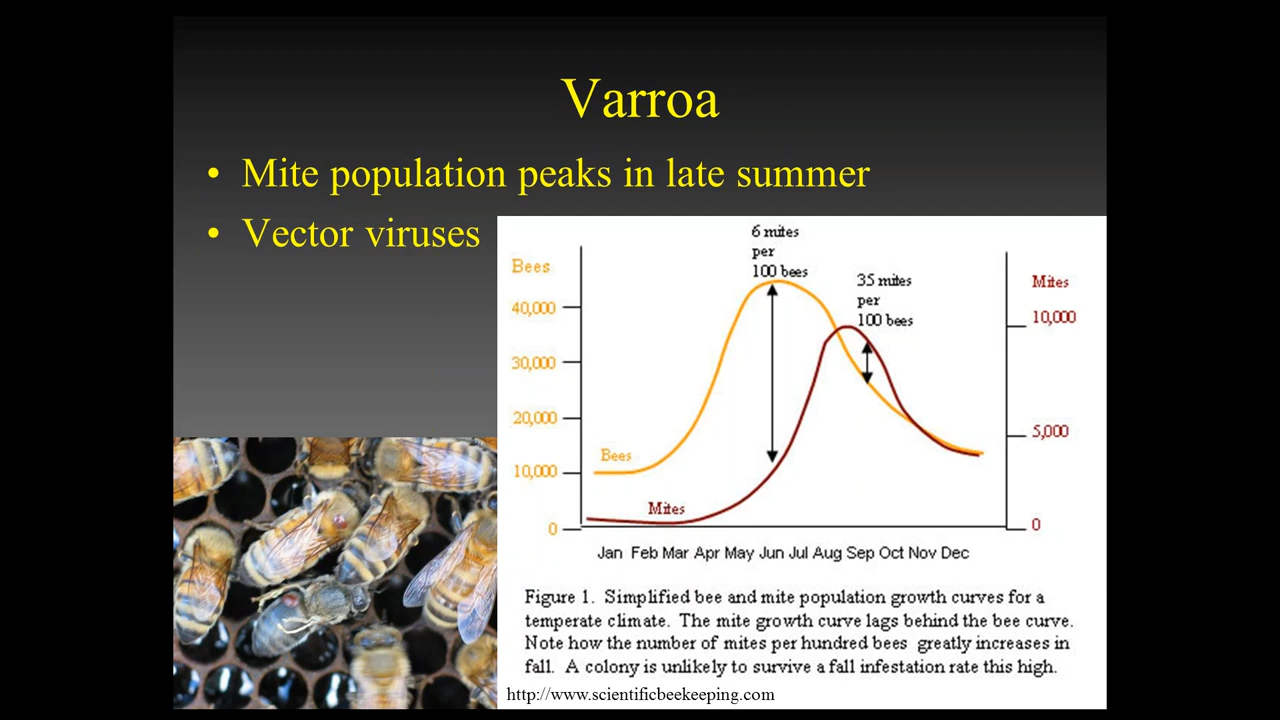 Varroa
• Mite population peaks in late summer
• Vector viruses
6 mites
per
100 bees
35 mites
per
100 bees
Bees
40,000
30,000
20,000
10,000
0
Mites
10,000
5,000
0
Bees
Mites
Jan Feb Mar Apr May Jun Jul Aug Sep Oct Nov Dec
Figure 1. Simplified bee and mite population growth curves for a
temperate climate. The mite growth curve lags behind the bee curve.
Note how the number of mites per hundred bees greatly increases in
fall. A colony is unlikely to survive a fall infestation rate this high.
http://www.scientificbeekeeping.com